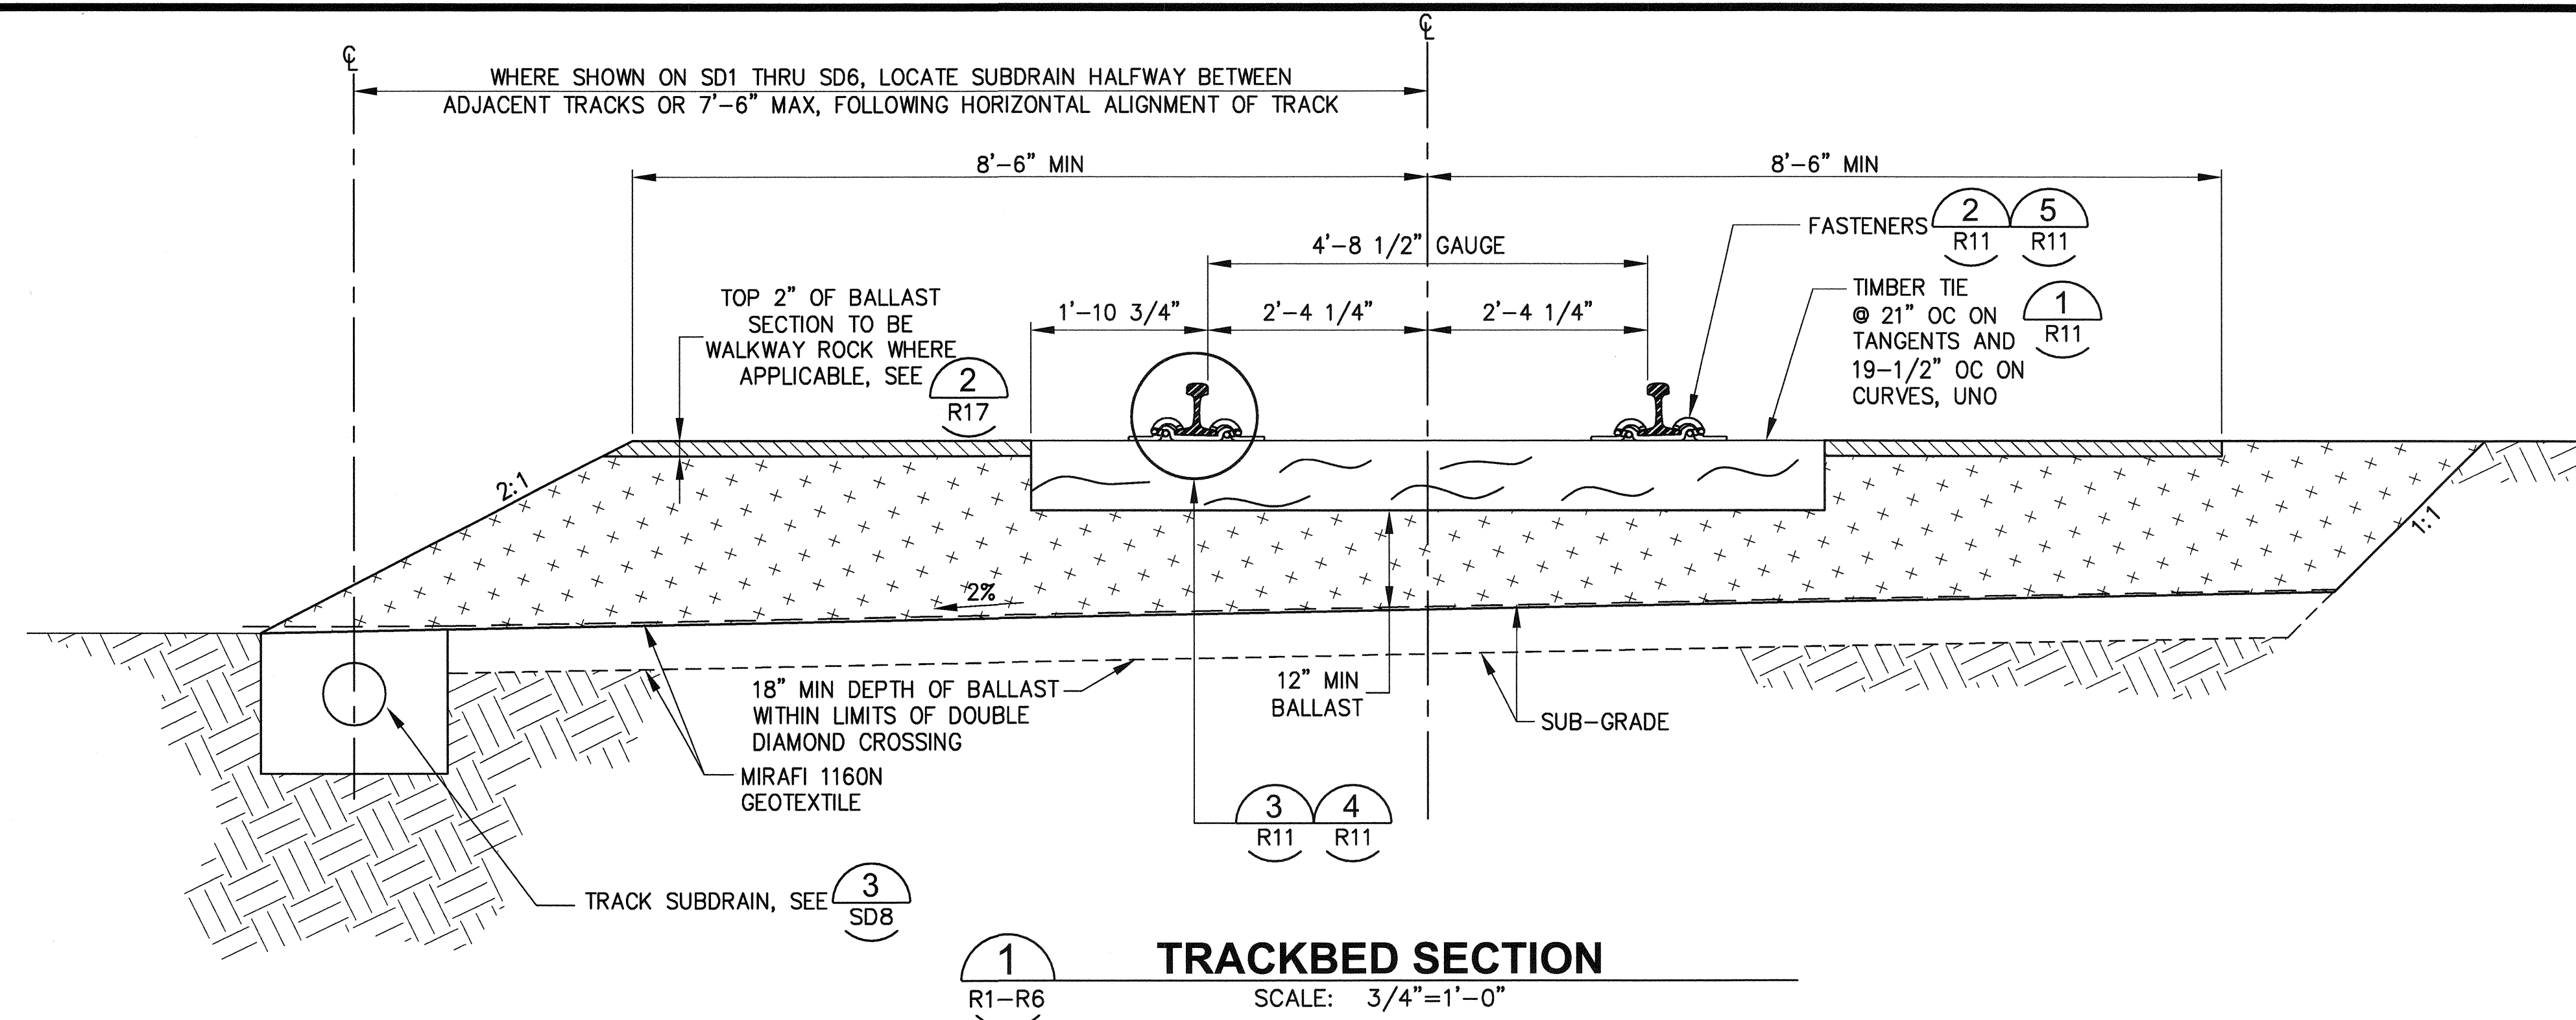 ℄
℄
WHERE SHOWN ON SD1 THRU SD6, LOCATE SUBDRAIN HALFWAY BETWEEN
ADJACENT TRACKS OR 7'-6" MAX, FOLLOWING HORIZONTAL ALIGNMENT OF TRACK
8'-6" MIN
8'-6" MIN
4'-8 1/2" GAUGE
FASTENERS
2
R11
5
R11
TOP 2" OF BALLAST
SECTION TO BE
WALKWAY ROCK WHERE
APPLICABLE, SEE
2
R17
1'-10 3/4"
2'-4 1/4"
2'-4 1/4"
TIMBER TIE
@ 21" OC ON
TANGENTS AND
19-1/2" OC ON
CURVES, UNO
1
R11
2:1
1:1
2%
18" MIN DEPTH OF BALLAST
WITHIN LIMITS OF DOUBLE
DIAMOND CROSSING
12" MIN
BALLAST
SUB-GRADE
MIRAFI 1160N
GEOTEXTILE
3
R11
4
R11
TRACK SUBDRAIN, SEE
3
SD8
1
R1-R6
TRACKBED SECTION
SCALE: 3/4"=1'-0"